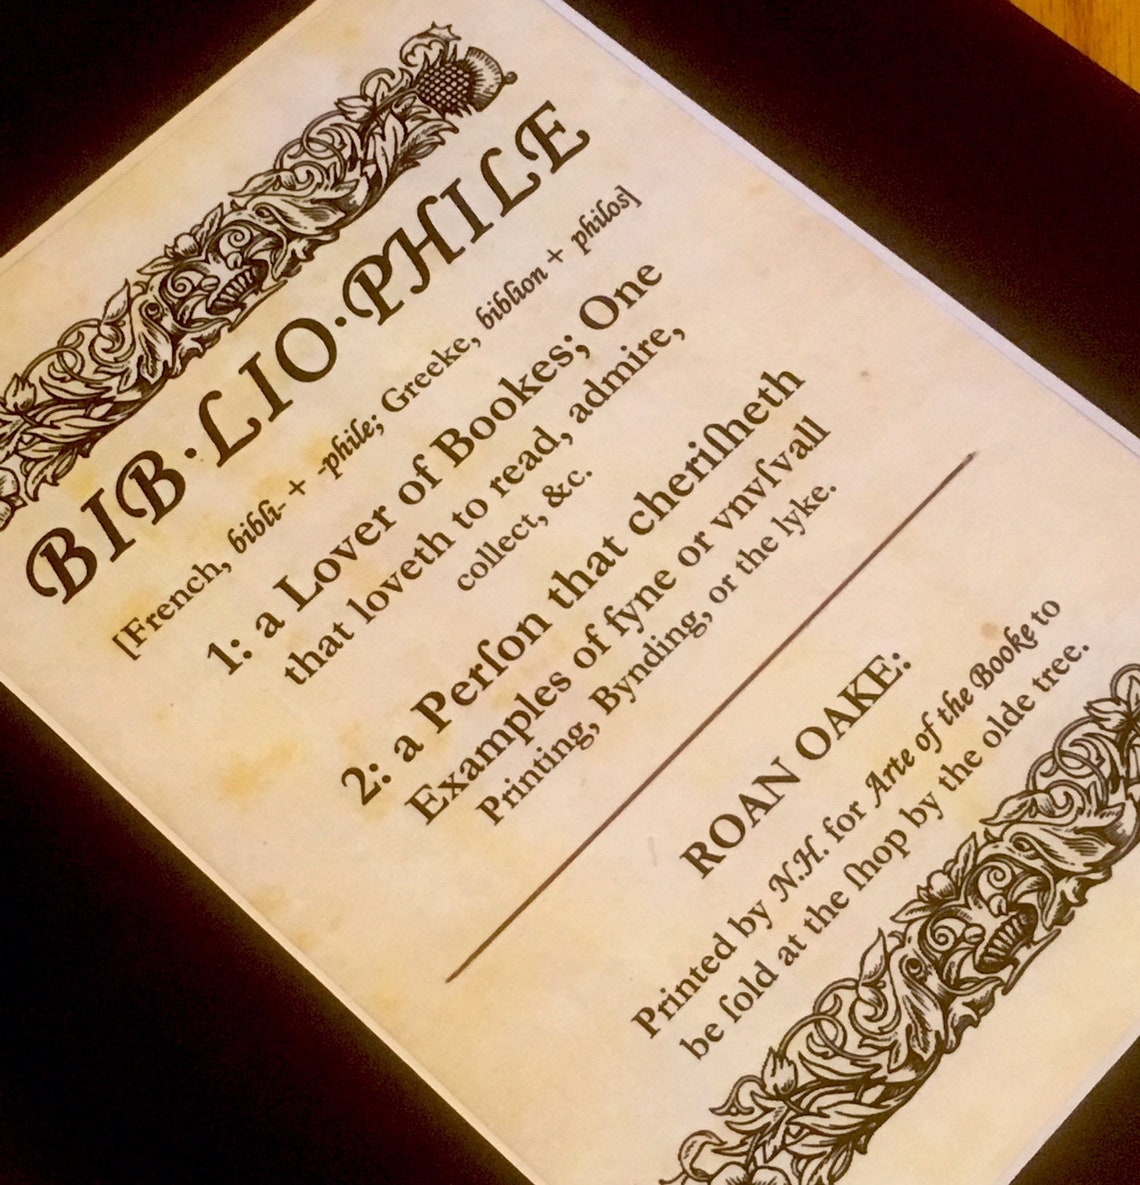 BIB·LIO·PHILE
[French, bibli- + -phile; Greeke, biblion + philos]
1: a Lover of Bookes; One
that loveth to read, admire,
collect, &c.
2: a Perſon that cheriſheth
Examples of fyne or vnvſvall
Printing, Bynding, or the lyke.
ROAN OAKE:
Printed by N.H. for Arte of the Booke to
be ſold at the ſhop by the olde tree.